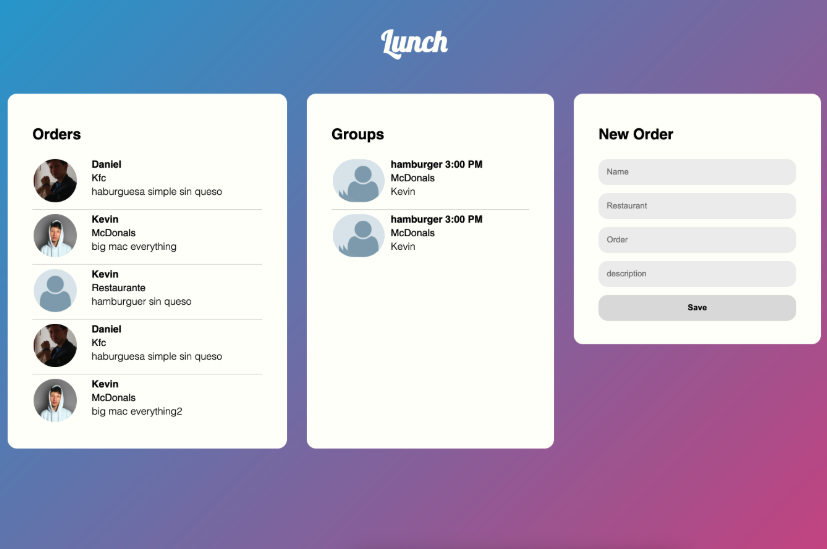 Lunch
Orders
Daniel
Kfc
haburguesa simple sin queso
Kevin
McDonals
big mac everything
Kevin
Restaurante
hamburguer sin queso
Daniel
Kfc
haburguesa simple sin queso
Kevin
McDonals
big mac everything2
Groups
hamburger 3:00 PM
McDonals
Kevin
hamburger 3:00 PM
McDonals
Kevin
New Order
Name
Restaurant
Order
description
Save